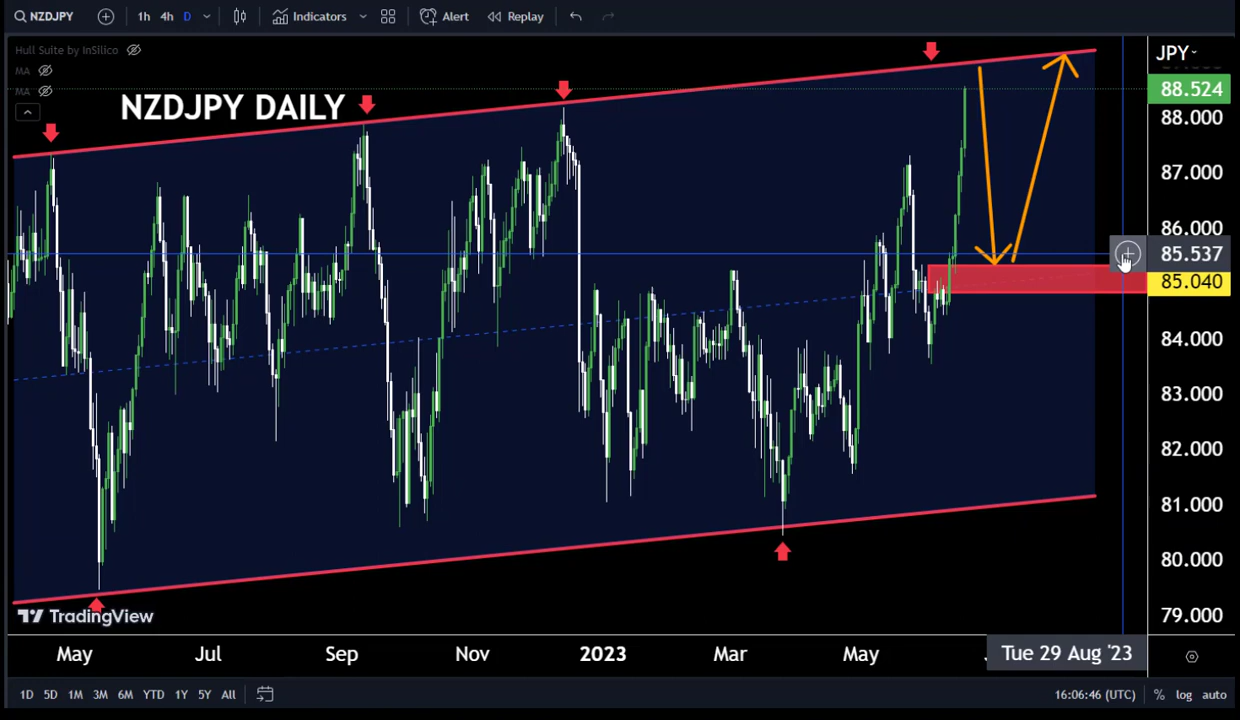 NZDJPY 1h 4h D Indicators Alert Replay
Hull Suite by InSilico
MA
MA
NZDJPY DAILY
JPY
88.524
88.000
87.000
86.000
85.537
85.040
84.000
83.000
82.000
81.000
80.000
79.000
TradingView
May Jul Sep Nov 2023 Mar May Tue 29 Aug '23
1D 5D 1M 3M 6M YTD 1Y 5Y All 16:06:46 (UTC) % log auto